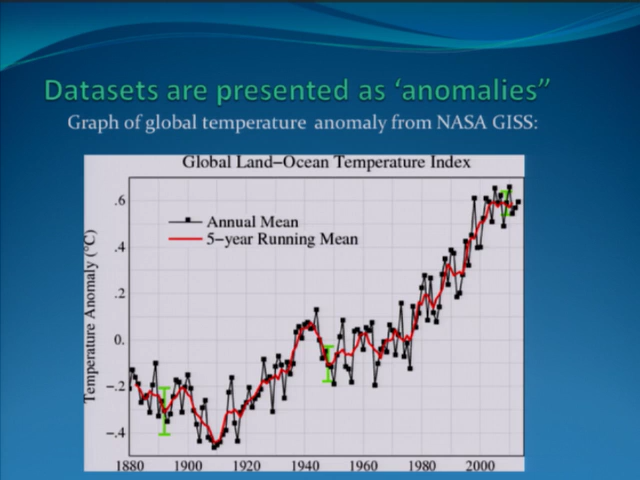 Datasets are presented as ‘anomalies”
Graph of global temperature anomaly from NASA GISS:
Global Land−Ocean Temperature Index
Annual Mean
5−year Running Mean
Temperature Anomaly (°C)
.6
.4
.2
0.
−.2
−.4
1880 1900 1920 1940 1960 1980 2000